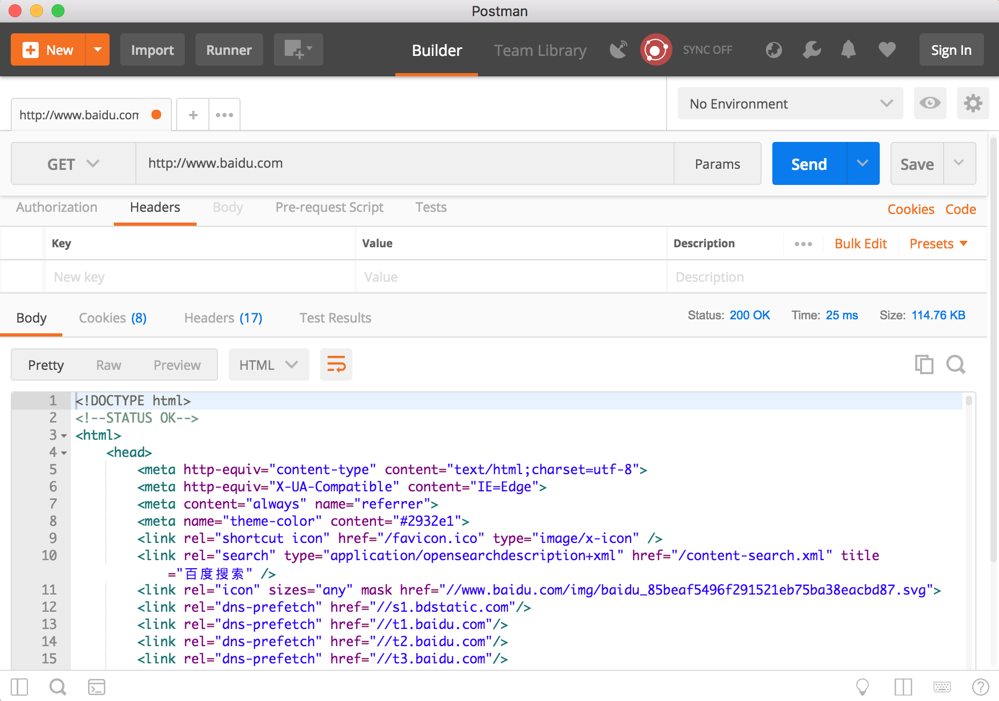 Postman
New Import Runner Builder Team Library SYNC OFF Sign In
http://www.baidu.com No Environment
GET http://www.baidu.com Params Send Save
Authorization Headers Body Pre-request Script Tests Cookies Code
Key Value Description Bulk Edit Presets
New key Value Description
Body Cookies (8) Headers (17) Test Results Status: 200 OK Time: 25 ms Size: 114.76 KB
Pretty Raw Preview HTML
1 <!DOCTYPE html>
2 <!--STATUS OK-->
3 <html>
4 <head>
5 <meta http-equiv="content-type" content="text/html;charset=utf-8">
6 <meta http-equiv="X-UA-Compatible" content="IE=Edge">
7 <meta content="always" name="referrer">
8 <meta name="theme-color" content="#2932e1">
9 <link rel="shortcut icon" href="/favicon.ico" type="image/x-icon" />
10 <link rel="search" type="application/opensearchdescription+xml" href="/content-search.xml" title
="百度搜索" />
11 <link rel="icon" sizes="any" mask href="//www.baidu.com/img/baidu_85beaf5496f291521eb75ba38eacbd87.svg">
12 <link rel="dns-prefetch" href="//s1.bdstatic.com"/>
13 <link rel="dns-prefetch" href="//t1.baidu.com"/>
14 <link rel="dns-prefetch" href="//t2.baidu.com"/>
15 <link rel="dns-prefetch" href="//t3.baidu.com"/>